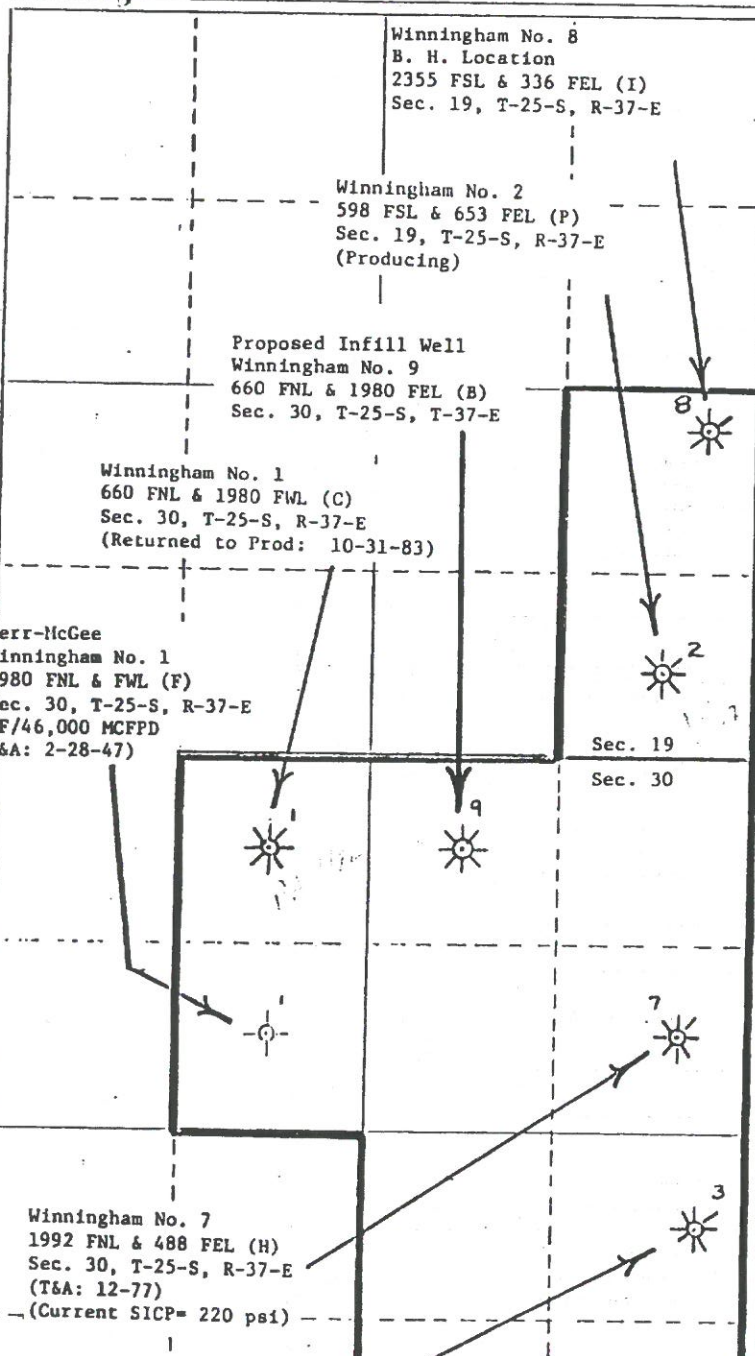 Winningham No. 8
B. H. Location
2355 FSL & 336 FEL (I)
Sec. 19, T-25-S, R-37-E
Winningham No. 2
598 FSL & 653 FEL (P)
Sec. 19, T-25-S, R-37-E
(Producing)
Proposed Infill Well
Winningham No. 9
660 FNL & 1980 FEL (B)
Sec. 30, T-25-S, T-37-E
8
Winningham No. 1
660 FNL & 1980 FWL (C)
Sec. 30, T-25-S, R-37-E
(Returned to Prod: 10-31-83)
2
err-McGee
inningham No. 1
980 FNL & FWL (F)
ec. 30, T-25-S, R-37-E
F/46,000 MCFPD
&A: 2-28-47)
Sec. 19
Sec. 30
1
9
1
7
3
Winningham No. 7
1992 FNL & 488 FEL (H)
Sec. 30, T-25-S, R-37-E
(T&A: 12-77)
(Current SICP= 220 psi)